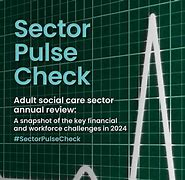 Sector
Pulse
Check
Adult social care sector
annual review:
A snapshot of the key financial
and workforce challenges in 2024
#SectorPulseCheck